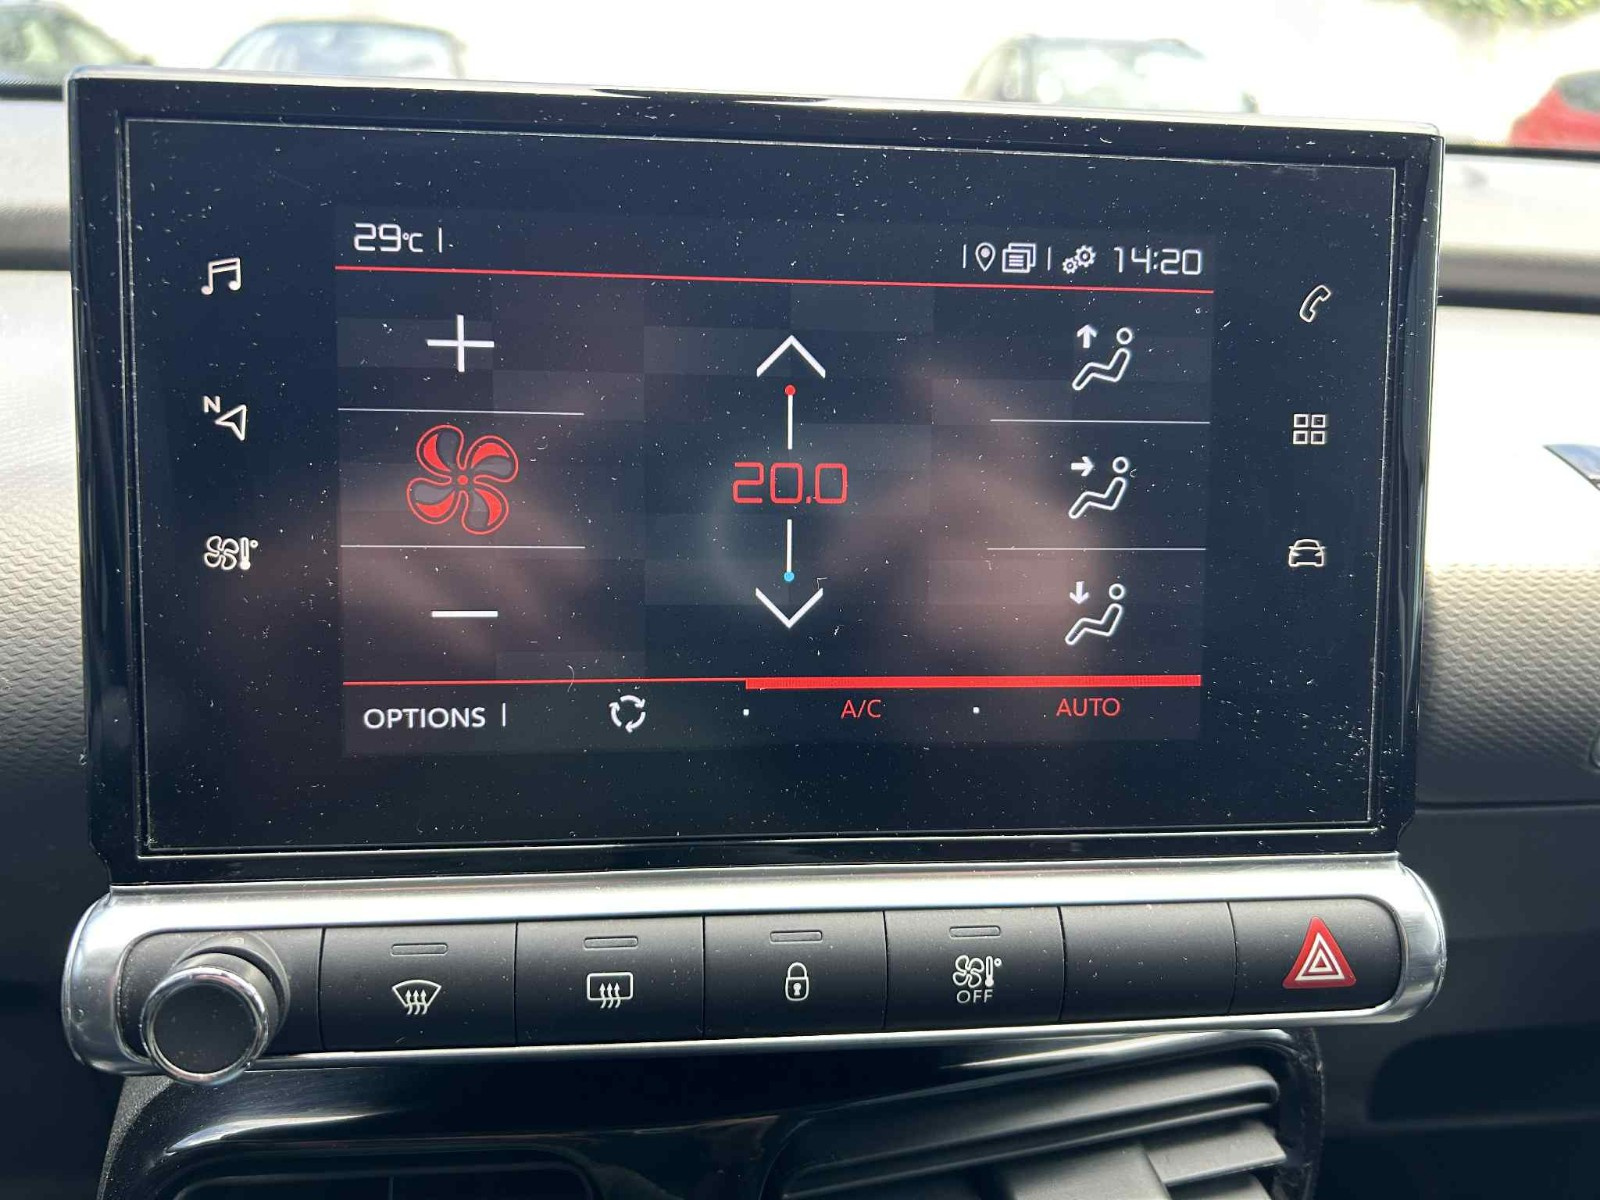 29°C
14:20
N
20.0
OPTIONS
A/C
AUTO
OFF